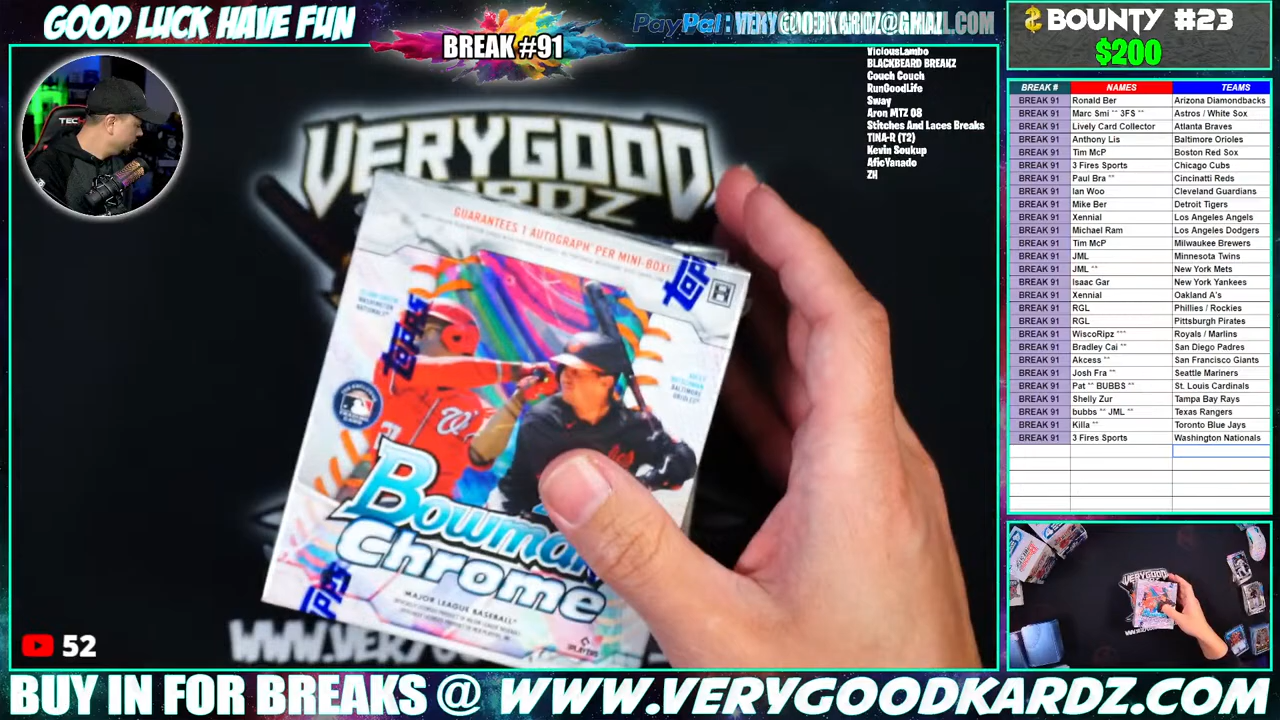 GOOD LUCK HAVE FUN
BREAK #91
PayPal : VERYGOODKARDZ@GMAIL.COM
BOUNTY #23
$200
ViciousLambo
BLACKBEARD BREAKZ
Couch Couch
RunGoodLife
Sway
Aron MTZ 08
Stitches And Laces Breaks
TINA-R (T2)
Kevin Soukup
AficYanado
ZH
BREAK # NAMES TEAMS
BREAK 91 Ronald Ber Arizona Diamondbacks
BREAK 91 Marc Smi ** 3FS ** Astros / White Sox
BREAK 91 Lively Card Collector Atlanta Braves
BREAK 91 Anthony Lis Baltimore Orioles
BREAK 91 Tim McP Boston Red Sox
BREAK 91 3 Fires Sports Chicago Cubs
BREAK 91 Paul Bra ** Cincinatti Reds
BREAK 91 Ian Woo Cleveland Guardians
BREAK 91 Mike Ber Detroit Tigers
BREAK 91 Xennial Los Angeles Angels
BREAK 91 Michael Ram Los Angeles Dodgers
BREAK 91 Tim McP Milwaukee Brewers
BREAK 91 JML Minnesota Twins
BREAK 91 JML ** New York Mets
BREAK 91 Isaac Gar New York Yankees
BREAK 91 Xennial Oakland A's
BREAK 91 RGL Phillies / Rockies
BREAK 91 RGL Pittsburgh Pirates
BREAK 91 WiscoRipz *** Royals / Marlins
BREAK 91 Bradley Cai ** San Diego Padres
BREAK 91 Akcess ** San Francisco Giants
BREAK 91 Josh Fra ** Seattle Mariners
BREAK 91 Pat ** BUBBS ** St. Louis Cardinals
BREAK 91 Shelly Zur Tampa Bay Rays
BREAK 91 bubbs ** JML ** Texas Rangers
BREAK 91 Killa ** Toronto Blue Jays
BREAK 91 3 Fires Sports Washington Nationals
TECH
VERYGOOD
GUARANTEES 1 AUTOGRAPH PER MINI-BOX!
topps
topps
WASHINGTON
NATIONALS
BALTIMORE
ORIOLES
W
Bowman
Chrome
MAJOR LEAGUE BASEBALL
topps
WWW.VERY
52
VERYGOOD
BUY IN FOR BREAKS @ WWW.VERYGOODKARDZ.COM